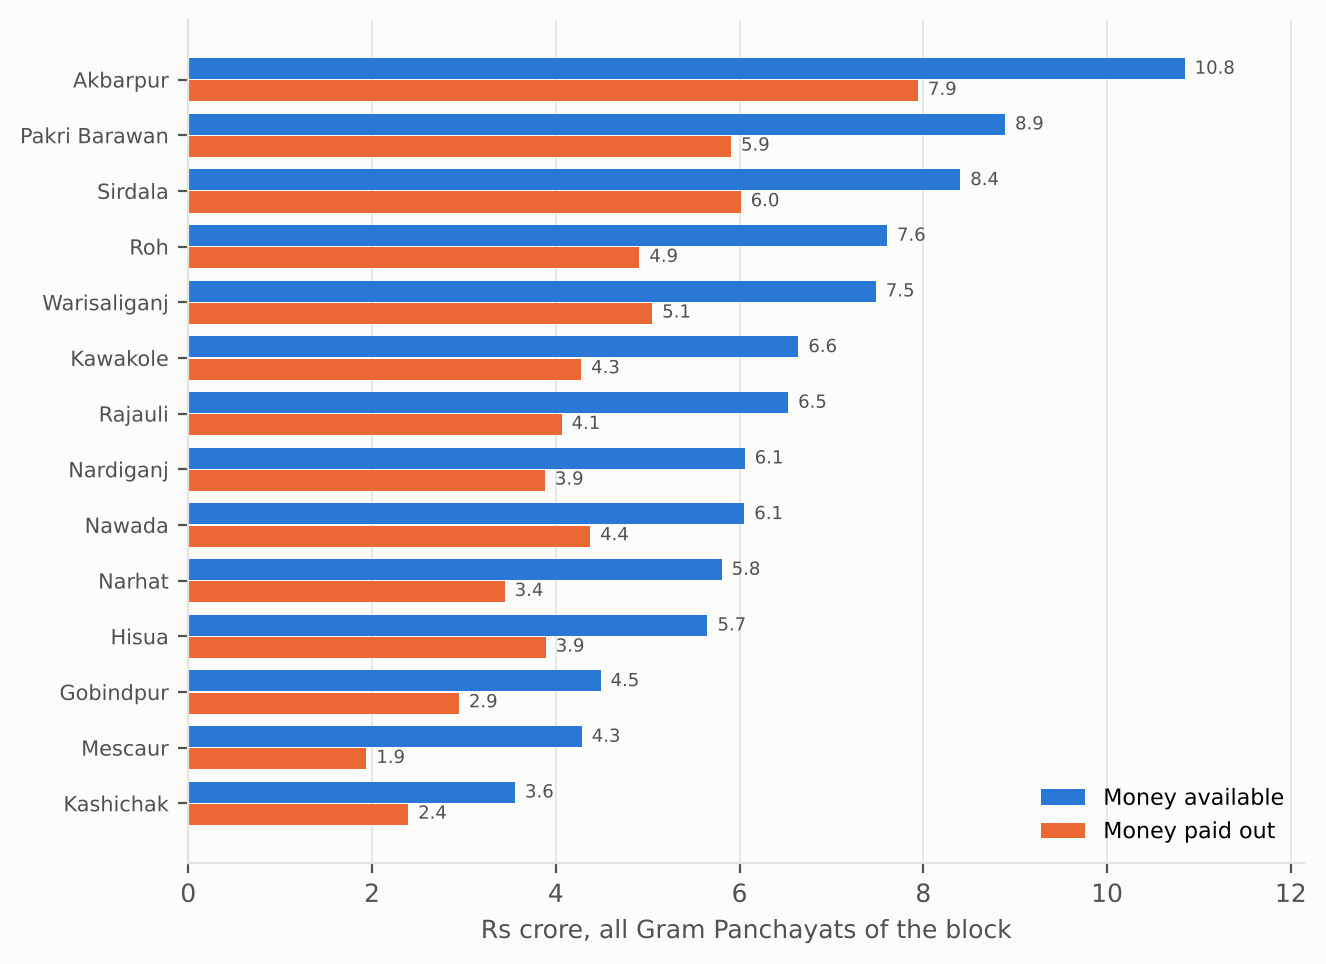 Akbarpur 10.8
7.9
Pakri Barawan 8.9
5.9
Sirdala 8.4
6.0
Roh 7.6
4.9
Warisaliganj 7.5
5.1
Kawakole 6.6
4.3
Rajauli 6.5
4.1
Nardiganj 6.1
3.9
Nawada 6.1
4.4
Narhat 5.8
3.4
Hisua 5.7
3.9
Gobindpur 4.5
2.9
Mescaur 4.3
1.9
Kashichak 3.6
2.4
Money available
Money paid out
0 2 4 6 8 10 12
Rs crore, all Gram Panchayats of the block